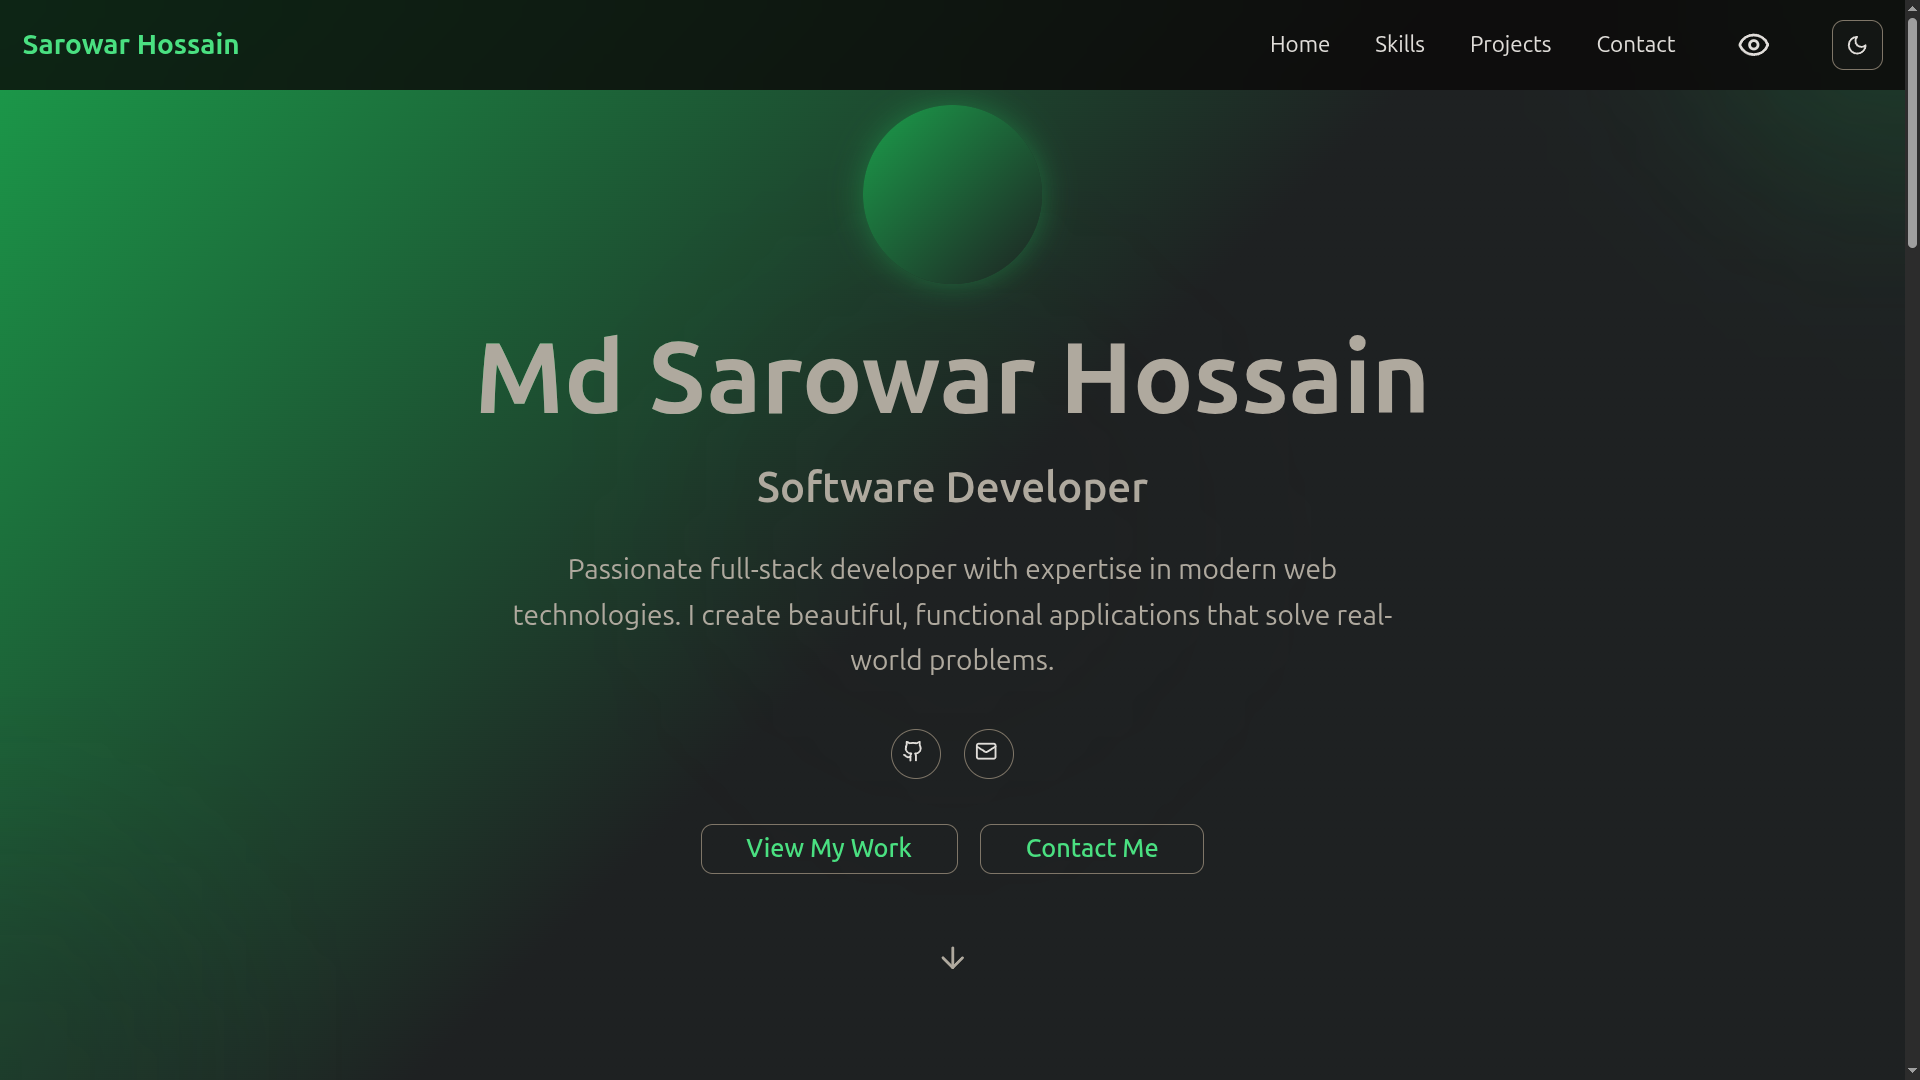 Sarowar Hossain
Home
Skills
Projects
Contact
Md Sarowar Hossain
Software Developer
Passionate full-stack developer with expertise in modern web
technologies. I create beautiful, functional applications that solve real-
world problems.
View My Work
Contact Me